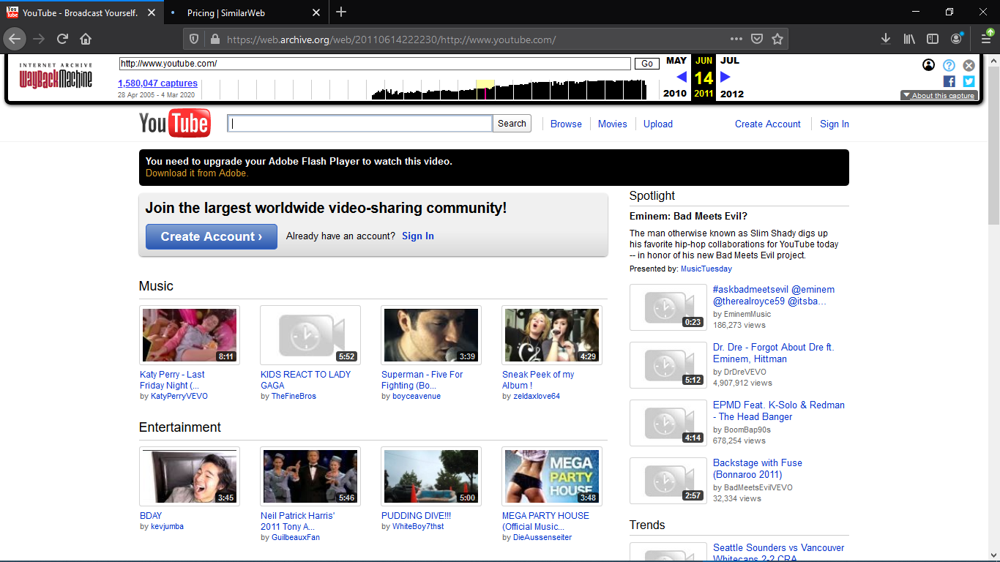 YouTube - Broadcast Yourself.
Pricing | SimilarWeb
https://web.archive.org/web/20110614222230/http://www.youtube.com/
INTERNET ARCHIVE
WayBackMachine
http://www.youtube.com/
Go
1,580,047 captures
28 Apr 2005 - 4 Mar 2020
MAY
JUN
JUL
14
2010
2011
2012
About this capture
YouTube
Search
Browse
Movies
Upload
Create Account
Sign In
You need to upgrade your Adobe Flash Player to watch this video.
Download it from Adobe.
Join the largest worldwide video-sharing community!
Create Account ›
Already have an account? Sign In
Music
8:11
Katy Perry - Last
Friday Night (...
by KatyPerryVEVO
5:52
KIDS REACT TO LADY
GAGA
by TheFineBros
3:39
Superman - Five For
Fighting (Bo...
by boyceavenue
4:29
Sneak Peek of my
Album !
by zeldaxlove64
Entertainment
3:45
BDAY
by kevjumba
5:46
Neil Patrick Harris'
2011 Tony A...
by GuilbeauxFan
5:00
PUDDING DIVE!!!
by WhiteBoy7thst
MEGA
PARTY
HOUSE
3:48
MEGA PARTY HOUSE
(Official Music...
by DieAussenseiter
Spotlight
Eminem: Bad Meets Evil?
The man otherwise known as Slim Shady digs up
his favorite hip-hop collaborations for YouTube today
-- in honor of his new Bad Meets Evil project.
Presented by: MusicTuesday
0:23
#askbadmeetsevil @eminem
@therealroyce59 @itsba...
by EminemMusic
186,273 views
5:12
Dr. Dre - Forgot About Dre ft.
Eminem, Hittman
by DrDreVEVO
4,907,912 views
4:14
EPMD Feat. K-Solo & Redman
- The Head Banger
by BoomBap90s
678,254 views
2:57
Backstage with Fuse
(Bonnaroo 2011)
by BadMeetsEvilVEVO
32,334 views
Trends
Seattle Sounders vs Vancouver
Whitecaps 2-2 CRA